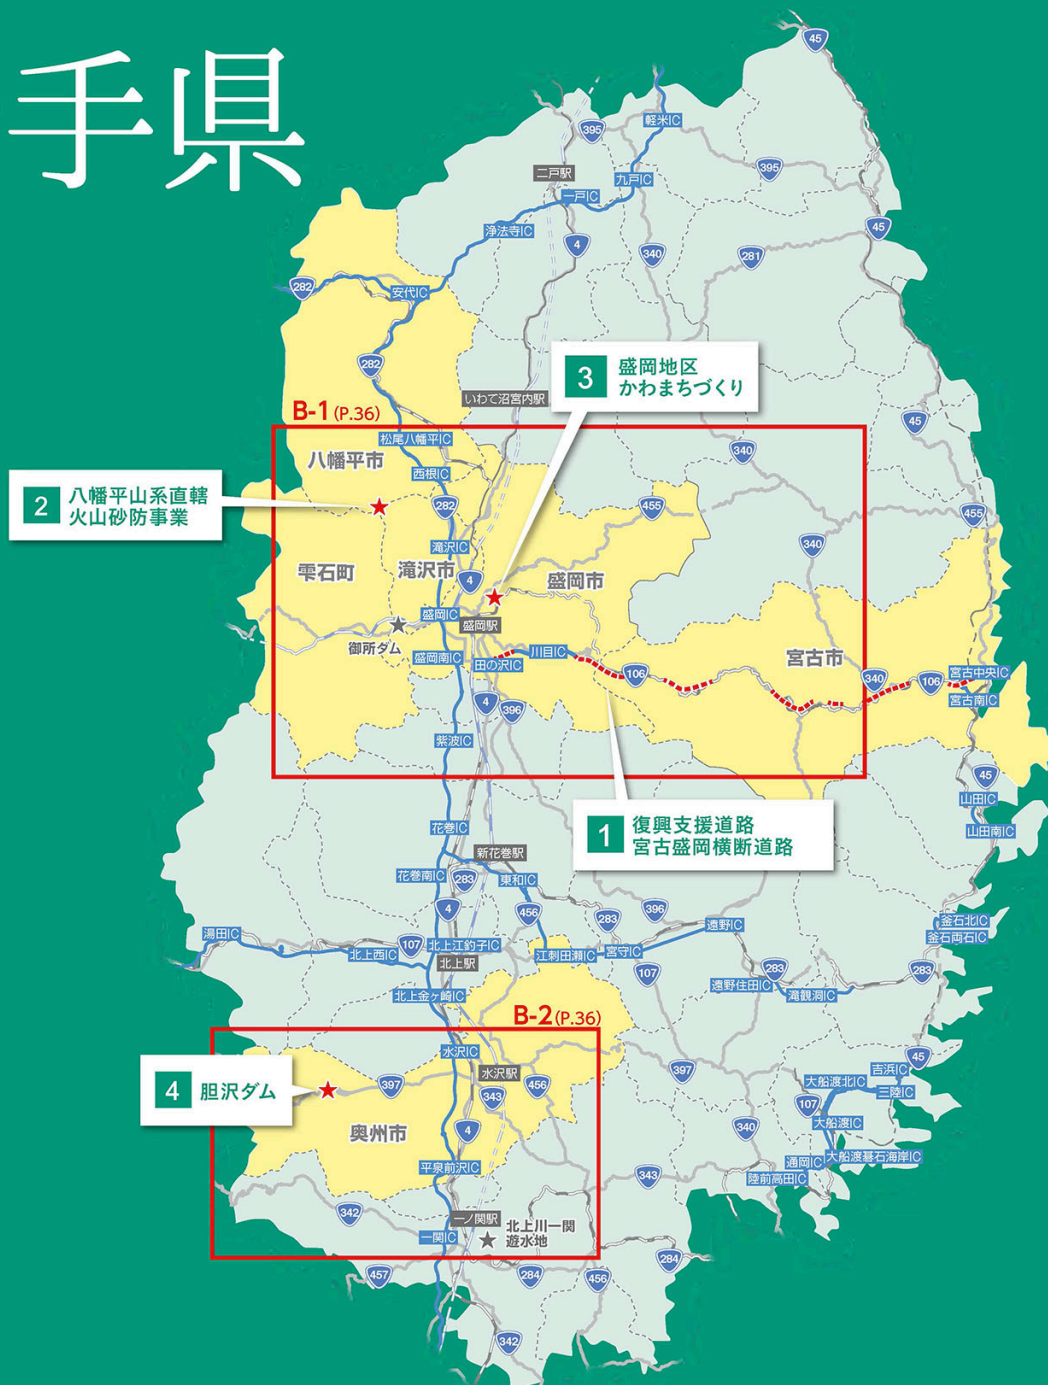 手県
45
395
軽米IC
395
二戸駅
九戸IC
一戸IC
浄法寺IC
4
340
281
45
282
安代IC
282
3
盛岡地区
かわまちづくり
いわて沼宮内駅
B-1(P.36)
45
松尾八幡平IC
340
八幡平市
西根IC
2
八幡平山系直轄
火山砂防事業
282
455
455
滝沢IC
340
雫石町
滝沢市
4
盛岡市
盛岡IC
盛岡駅
御所ダム
盛岡南IC
田の沢IC
川目IC
106
宮古市
340
106
宮古中央IC
宮古南IC
4
396
紫波IC
45
山田IC
山田南IC
1
復興支援道路
宮古盛岡横断道路
花巻IC
新花巻駅
花巻南IC
283
東和IC
4
456
283
396
遠野IC
釜石北IC
釜石両石IC
湯田IC
107
北上江釣子IC
北上西IC
北上駅
江刺田瀬IC
宮守IC
107
283
283
遠野住田IC
滝観洞IC
北上金ヶ崎IC
B-2(P.36)
水沢IC
水沢駅
45
吉浜IC
4
胆沢ダム
397
343
456
397
大船渡北IC
三陸IC
107
大船渡IC
奥州市
4
340
平泉前沢IC
通岡IC
大船渡碁石海岸IC
343
陸前高田IC
342
一ノ関駅
北上川一関
遊水地
一関IC
457
284
456
284
342